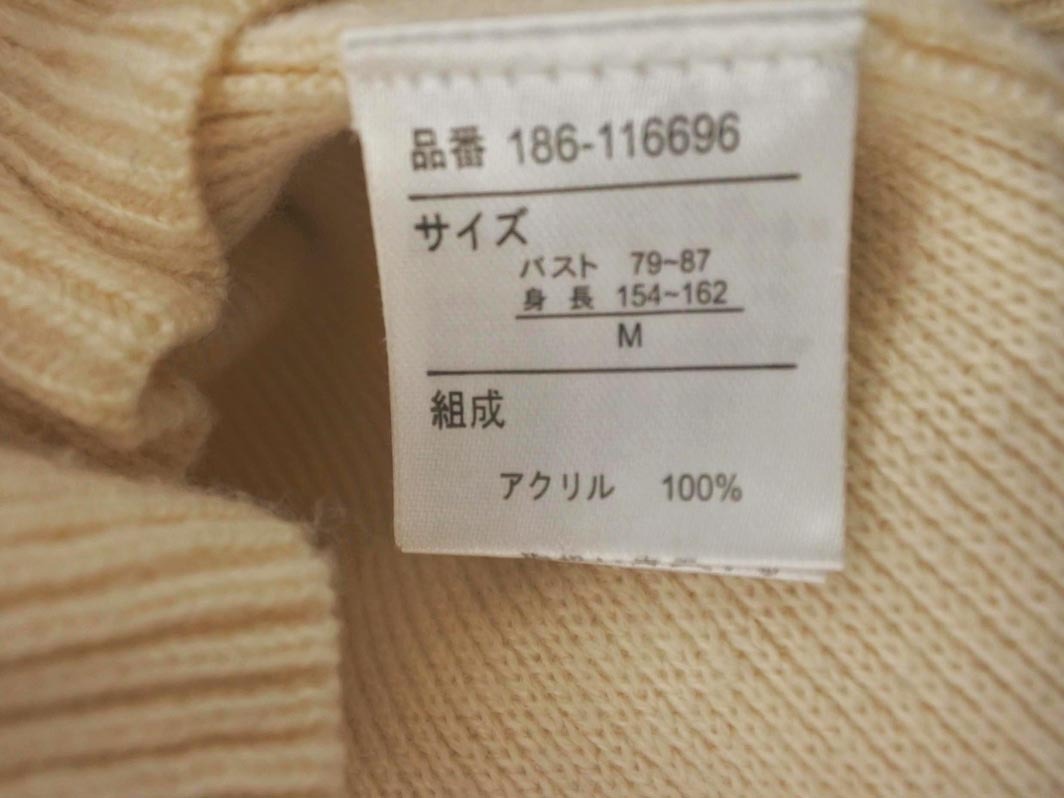 品番 186-116696
サイズ
バスト 79~87
身長 154~162
M
組成
アクリル 100%